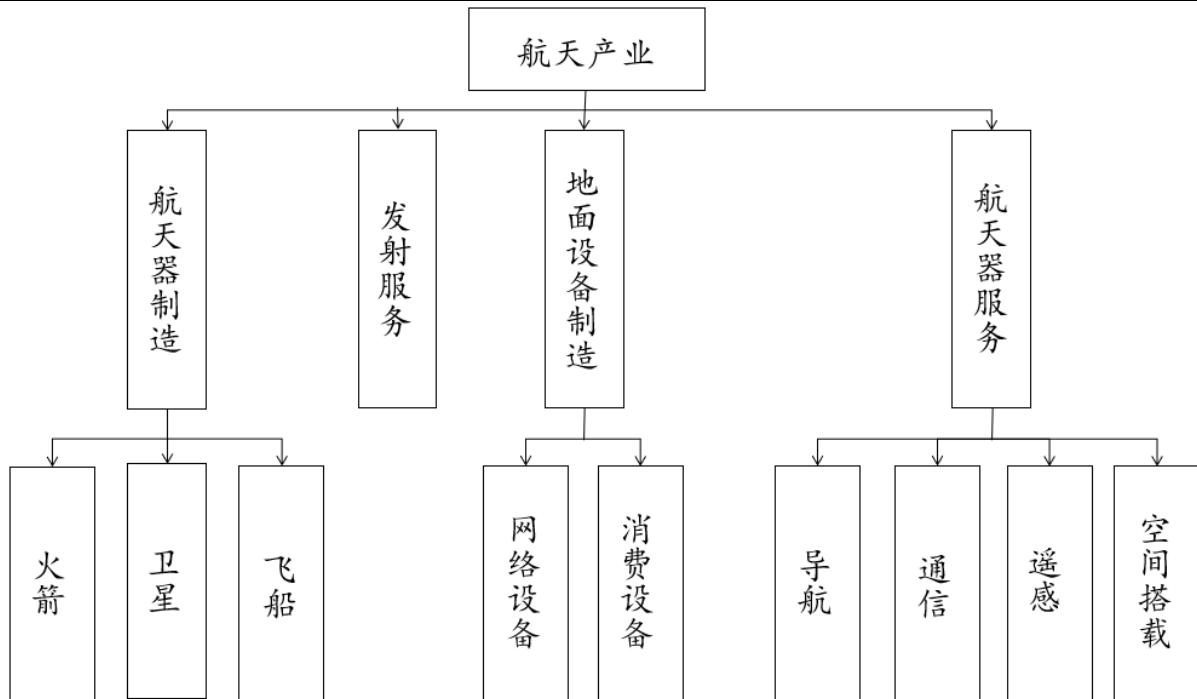 航天产业
航天器制造
发射服务
地面设备制造
航天器服务
火箭
卫星
飞船
网络设备
消费设备
导航
通信
遥感
空间搭载